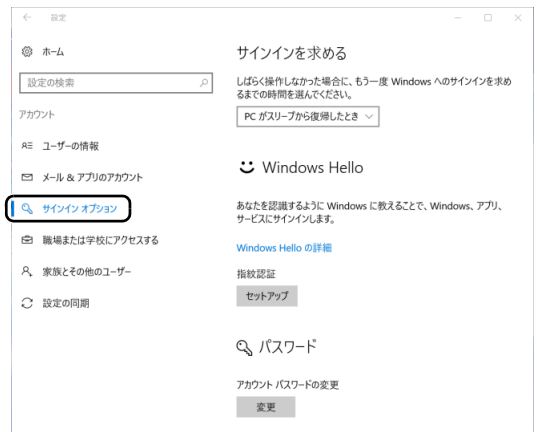 設定
ホーム
設定の検索
アカウント
ユーザーの情報
メール & アプリのアカウント
サインイン オプション
職場または学校にアクセスする
家族とその他のユーザー
設定の同期
サインインを求める
しばらく操作しなかった場合に、もう一度 Windows へのサインインを求め
るまでの時間を選んでください。
PC がスリープから復帰したとき
Windows Hello
あなたを認識するように Windows に教えることで、Windows、アプリ、
サービスにサインインします。
Windows Hello の詳細
指紋認証
セットアップ
パスワード
アカウント パスワードの変更
変更